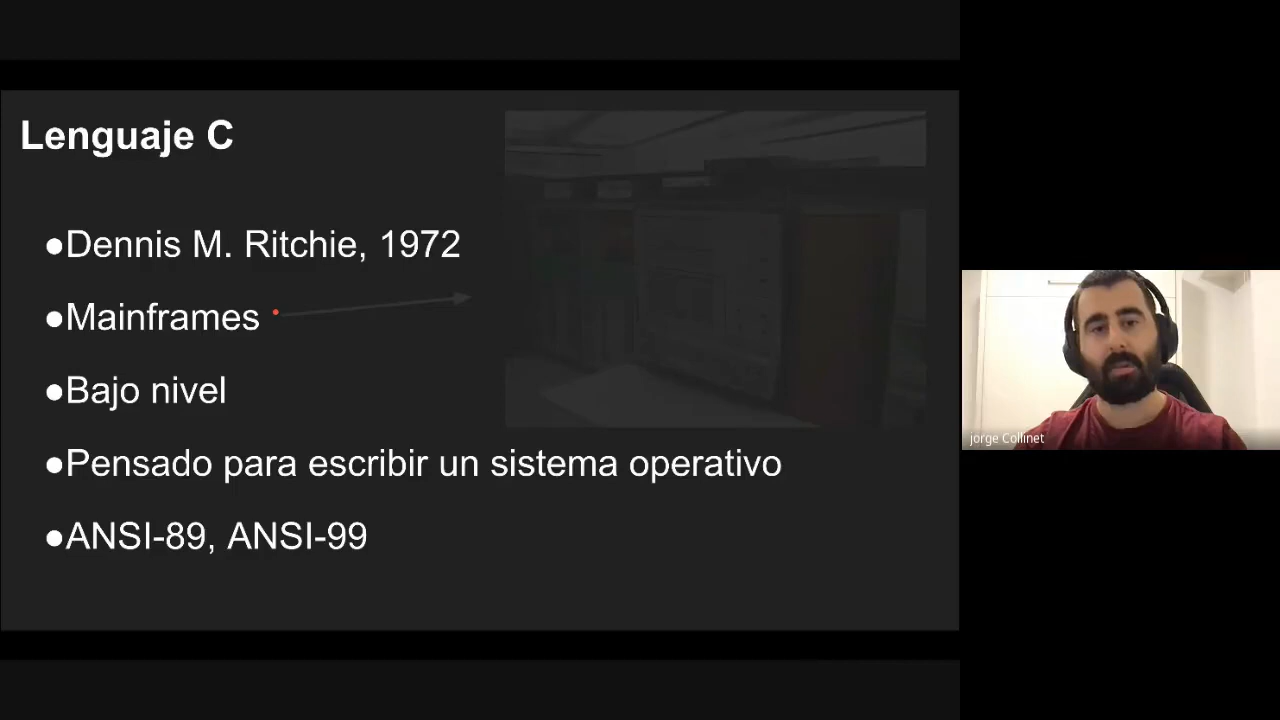 Lenguaje C
●Dennis M. Ritchie, 1972
●Mainframes
●Bajo nivel
●Pensado para escribir un sistema operativo
●ANSI-89, ANSI-99
jorge Collinet